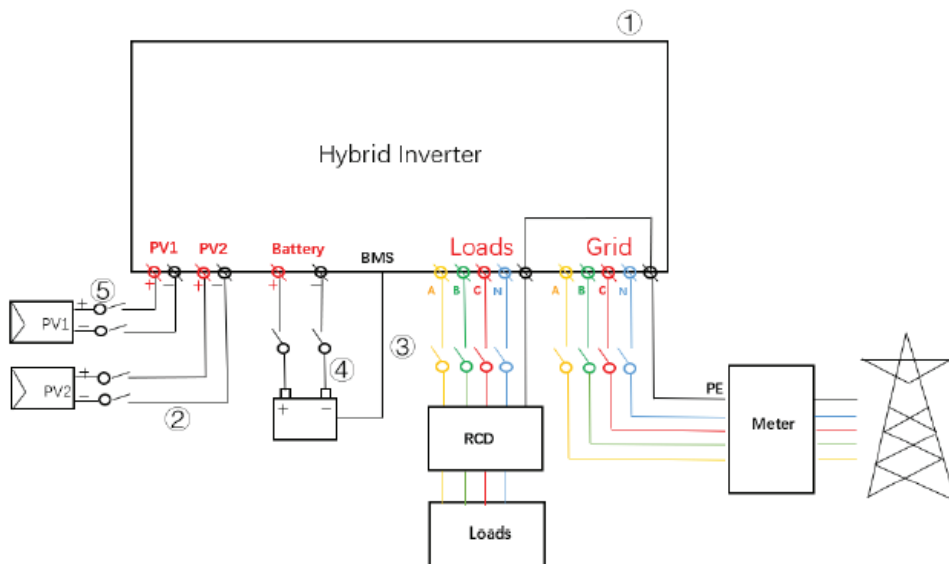 ①
Hybrid Inverter
PV1 PV2 Battery BMS Loads Grid
+ − + − + − A B C N A B C N
⑤
+
− PV1
③
④
+
− PV2
②
+ −
PE
RCD
Meter
Loads